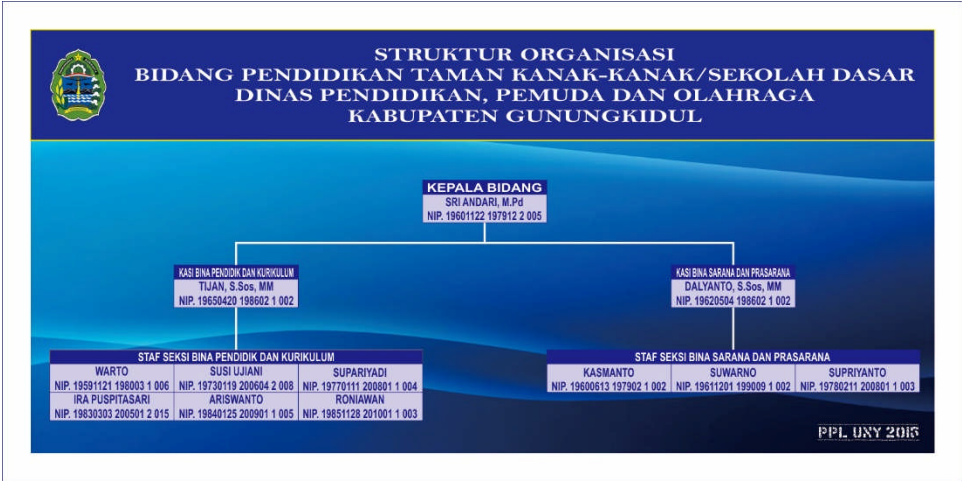 STRUKTUR ORGANISASI
BIDANG PENDIDIKAN TAMAN KANAK-KANAK/SEKOLAH DASAR
DINAS PENDIDIKAN, PEMUDA DAN OLAHRAGA
KABUPATEN GUNUNGKIDUL
KEPALA BIDANG
SRI ANDARI, M.Pd
NIP. 19601122 197912 2 005
KASI BINA PENDIDIK DAN KURIKULUM
TIJAN, S.Sos, MM
NIP. 19650420 198602 1 002
KASI BINA SARANA DAN PRASARANA
DALYANTO, S.Sos, MM
NIP. 19620504 198602 1 002
STAF SEKSI BINA PENDIDIK DAN KURIKULUM
WARTO
NIP. 19591121 198003 1 006
SUSI UJIANI
NIP. 19730119 200604 2 008
SUPARIYADI
NIP. 19770111 200801 1 004
IRA PUSPITASARI
NIP. 19830303 200501 2 015
ARISWANTO
NIP. 19840125 200901 1 005
RONIAWAN
NIP. 19851128 201001 1 003
STAF SEKSI BINA SARANA DAN PRASARANA
KASMANTO
NIP. 19600613 197902 1 002
SUWARNO
NIP. 19611201 199009 1 002
SUPRIYANTO
NIP. 19780211 200801 1 003
PPL UNY 2015